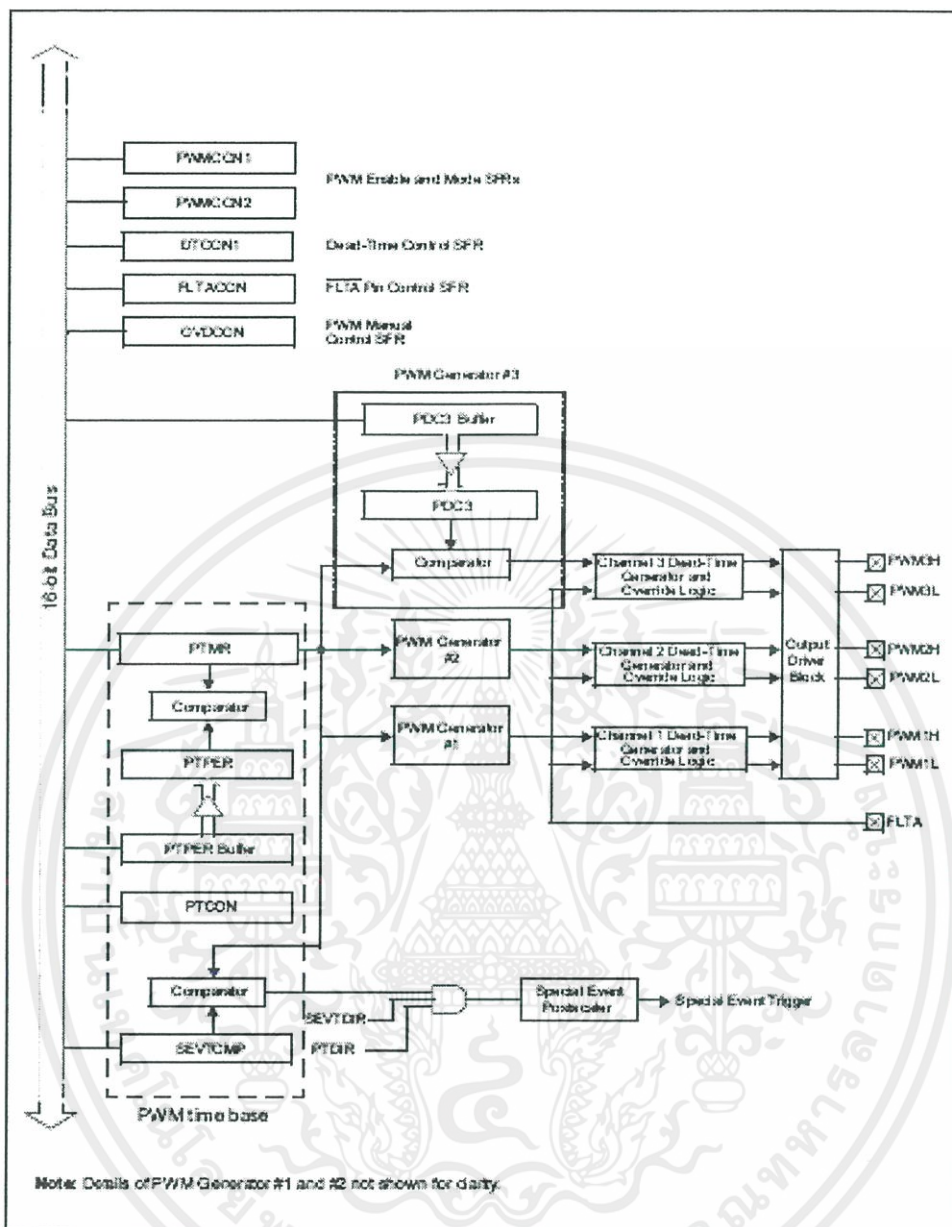 PWMCON1
PWM Enable and Mode SFRs
PWMCON2
DTCON1
Dead-Time Control SFR
FLTACON
FLTA Pin Control SFR
OVDCON
PWM Manual
Control SFR
PWM Generator #3
PDC3 Buffer
PDC3
Comparator
Channel 3 Dead-Time
Generator and
Override Logic
PWM3H
PWM3L
16-bit Data Bus
PTMR
PWM Generator
#2
Channel 2 Dead-Time
Generator and
Override Logic
Output
Driver
Block
PWM2H
PWM2L
Comparator
PWM Generator
#1
Channel 1 Dead-Time
Generator and
Override Logic
PWM1H
PWM1L
PTPER
FLTA
PTPER Buffer
PTCON
Comparator
SEVTDIR
Special Event
Postscaler
Special Event Trigger
SEVTCMP
PTDIR
PWM time base
Note: Details of PWM Generator #1 and #2 not shown for clarity.